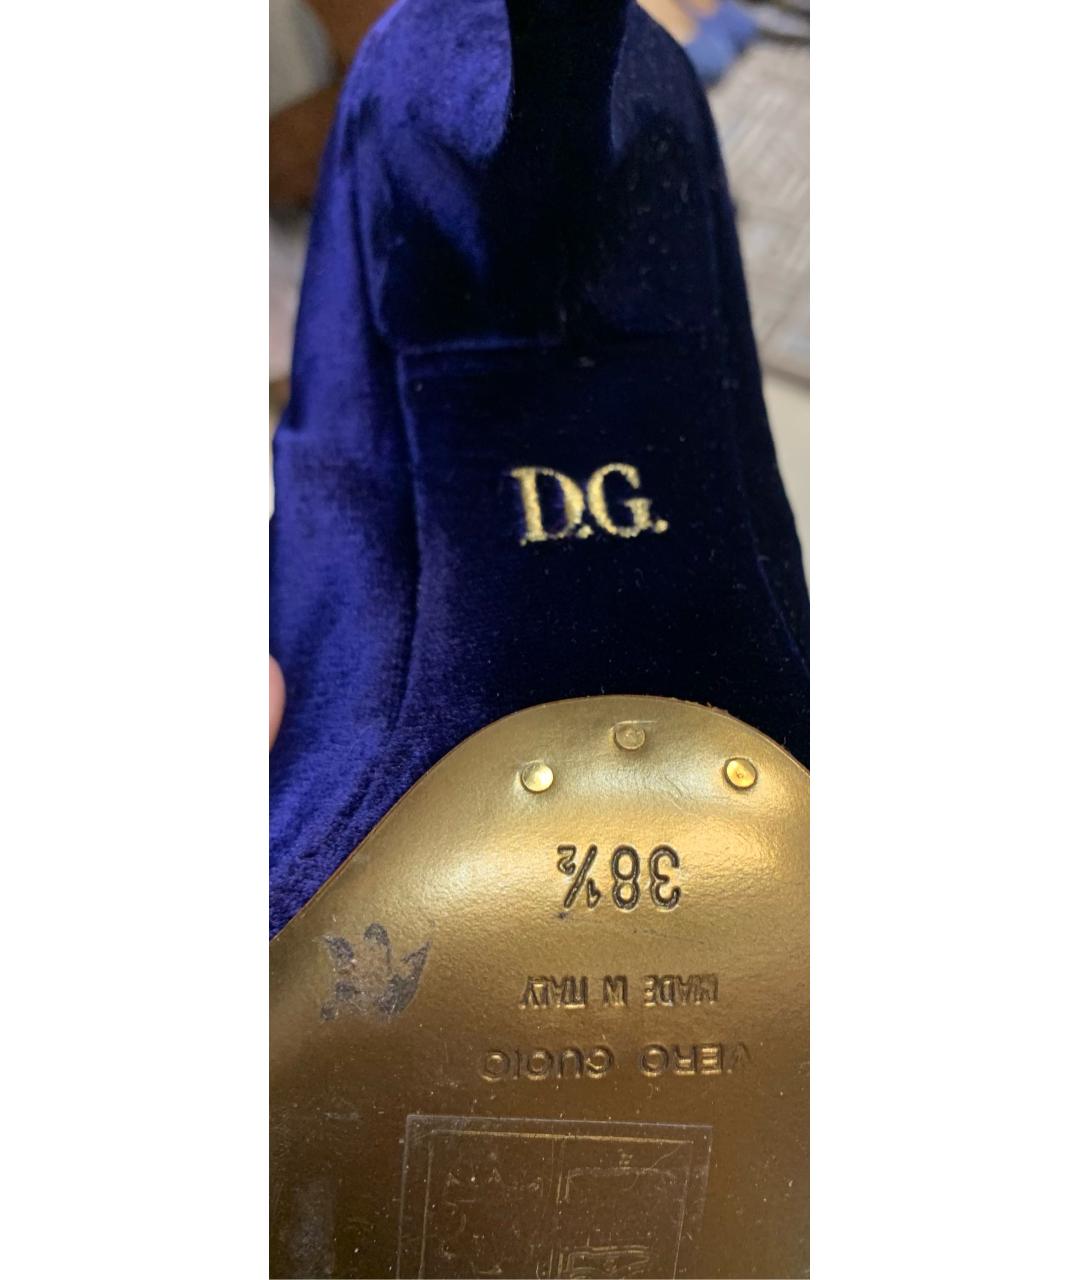 D.G.
38½
MADE IN ITALY
VERO CUOIO